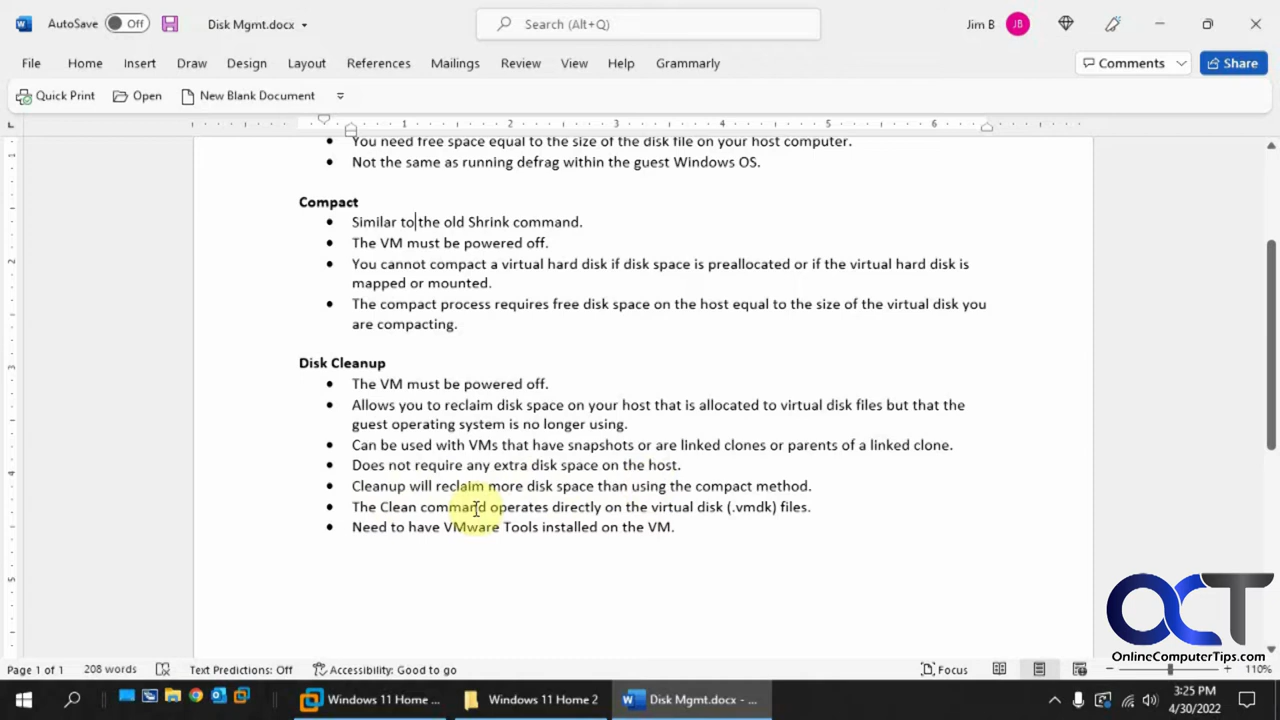 AutoSave Off Disk Mgmt.docx Search (Alt+Q) Jim B JB
File Home Insert Draw Design Layout References Mailings Review View Help Grammarly Comments Share
Quick Print Open New Blank Document
1 2 3 4 5 6
1
2
3
4
5
You need free space equal to the size of the disk file on your host computer.
• Not the same as running defrag within the guest Windows OS.
Compact
• Similar to the old Shrink command.
• The VM must be powered off.
• You cannot compact a virtual hard disk if disk space is preallocated or if the virtual hard disk is
mapped or mounted.
• The compact process requires free disk space on the host equal to the size of the virtual disk you
are compacting.
Disk Cleanup
• The VM must be powered off.
• Allows you to reclaim disk space on your host that is allocated to virtual disk files but that the
guest operating system is no longer using.
• Can be used with VMs that have snapshots or are linked clones or parents of a linked clone.
• Does not require any extra disk space on the host.
• Cleanup will reclaim more disk space than using the compact method.
• The Clean command operates directly on the virtual disk (.vmdk) files.
• Need to have VMware Tools installed on the VM.
OCT
OnlineComputerTips.com
Page 1 of 1 208 words Text Predictions: Off Accessibility: Good to go Focus 110%
Windows 11 Home ... Windows 11 Home 2 Disk Mgmt.docx - ... 3:25 PM
4/30/2022